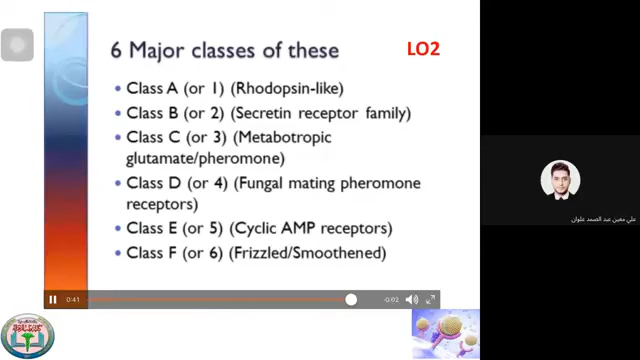 6 Major classes of these
LO2
Class A (or 1) (Rhodopsin-like)
Class B (or 2) (Secretin receptor family)
Class C (or 3) (Metabotropic
glutamate/pheromone)
Class D (or 4) (Fungal mating pheromone
receptors)
Class E (or 5) (Cyclic AMP receptors)
Class F (or 6) (Frizzled/Smoothened)
علي معين عبد الصمد علوان
0:41
-0:02